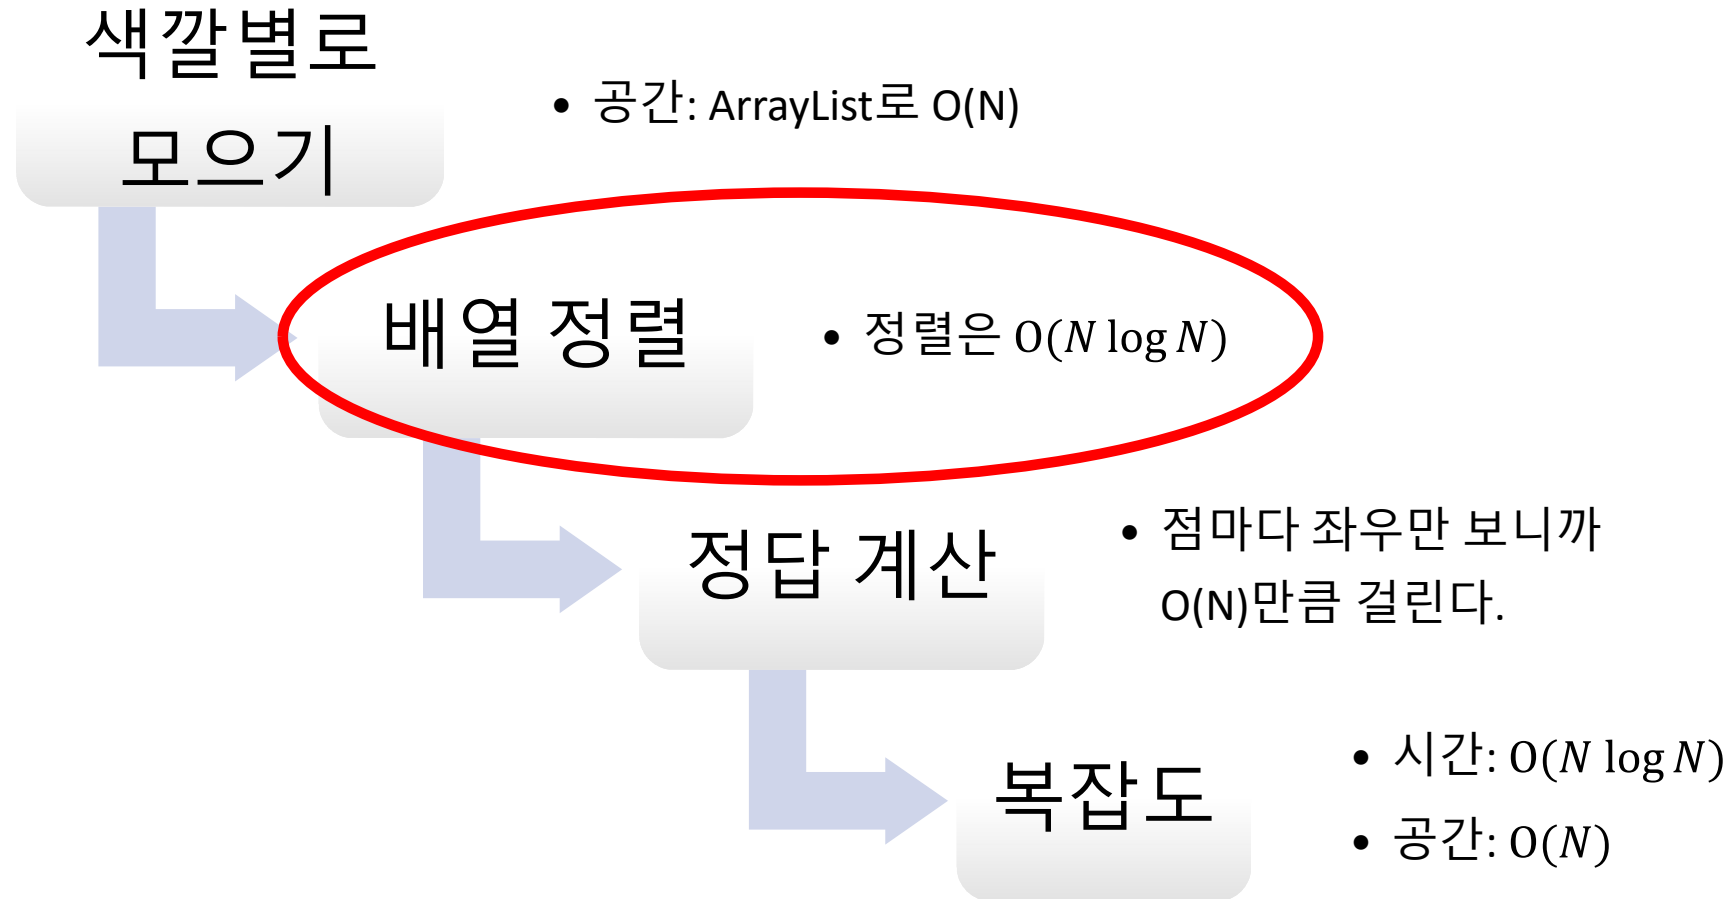 색깔별로
모으기
• 공간: ArrayList로 O(N)
배열 정렬
• 정렬은 O(N log N)
정답 계산
• 점마다 좌우만 보니까
O(N)만큼 걸린다.
복잡도
• 시간: O(N log N)
• 공간: O(N)